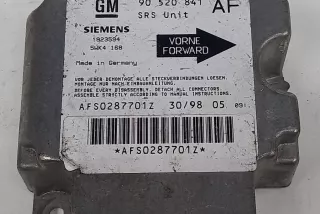 GM 90 520 841 AF
SRS Unit
SIEMENS
1823594
5WK4 168
VORNE
FORWARD
Made in Germany
VOR JEDER DEMONTAGE ALLE STECKVERBINDUNGEN LOESEN.
MONTAGE NUR NACH EINBAUANLEITUNG.
BEFORE EVERY DISASSEMBLY, DETACH ALL CONNECTORS.
ASSEMBLE STRICTLY ACCORDING TO MANUAL INSTRUCTIONS.
AFS0287701Z 30/98 05
*AFS0287701Z*